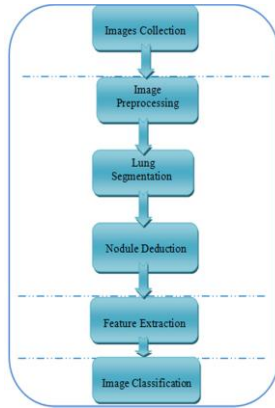 Images Collection
Image
Preprocessing
Lung
Segmentation
Nodule Deduction
Feature Extraction
Image Classification